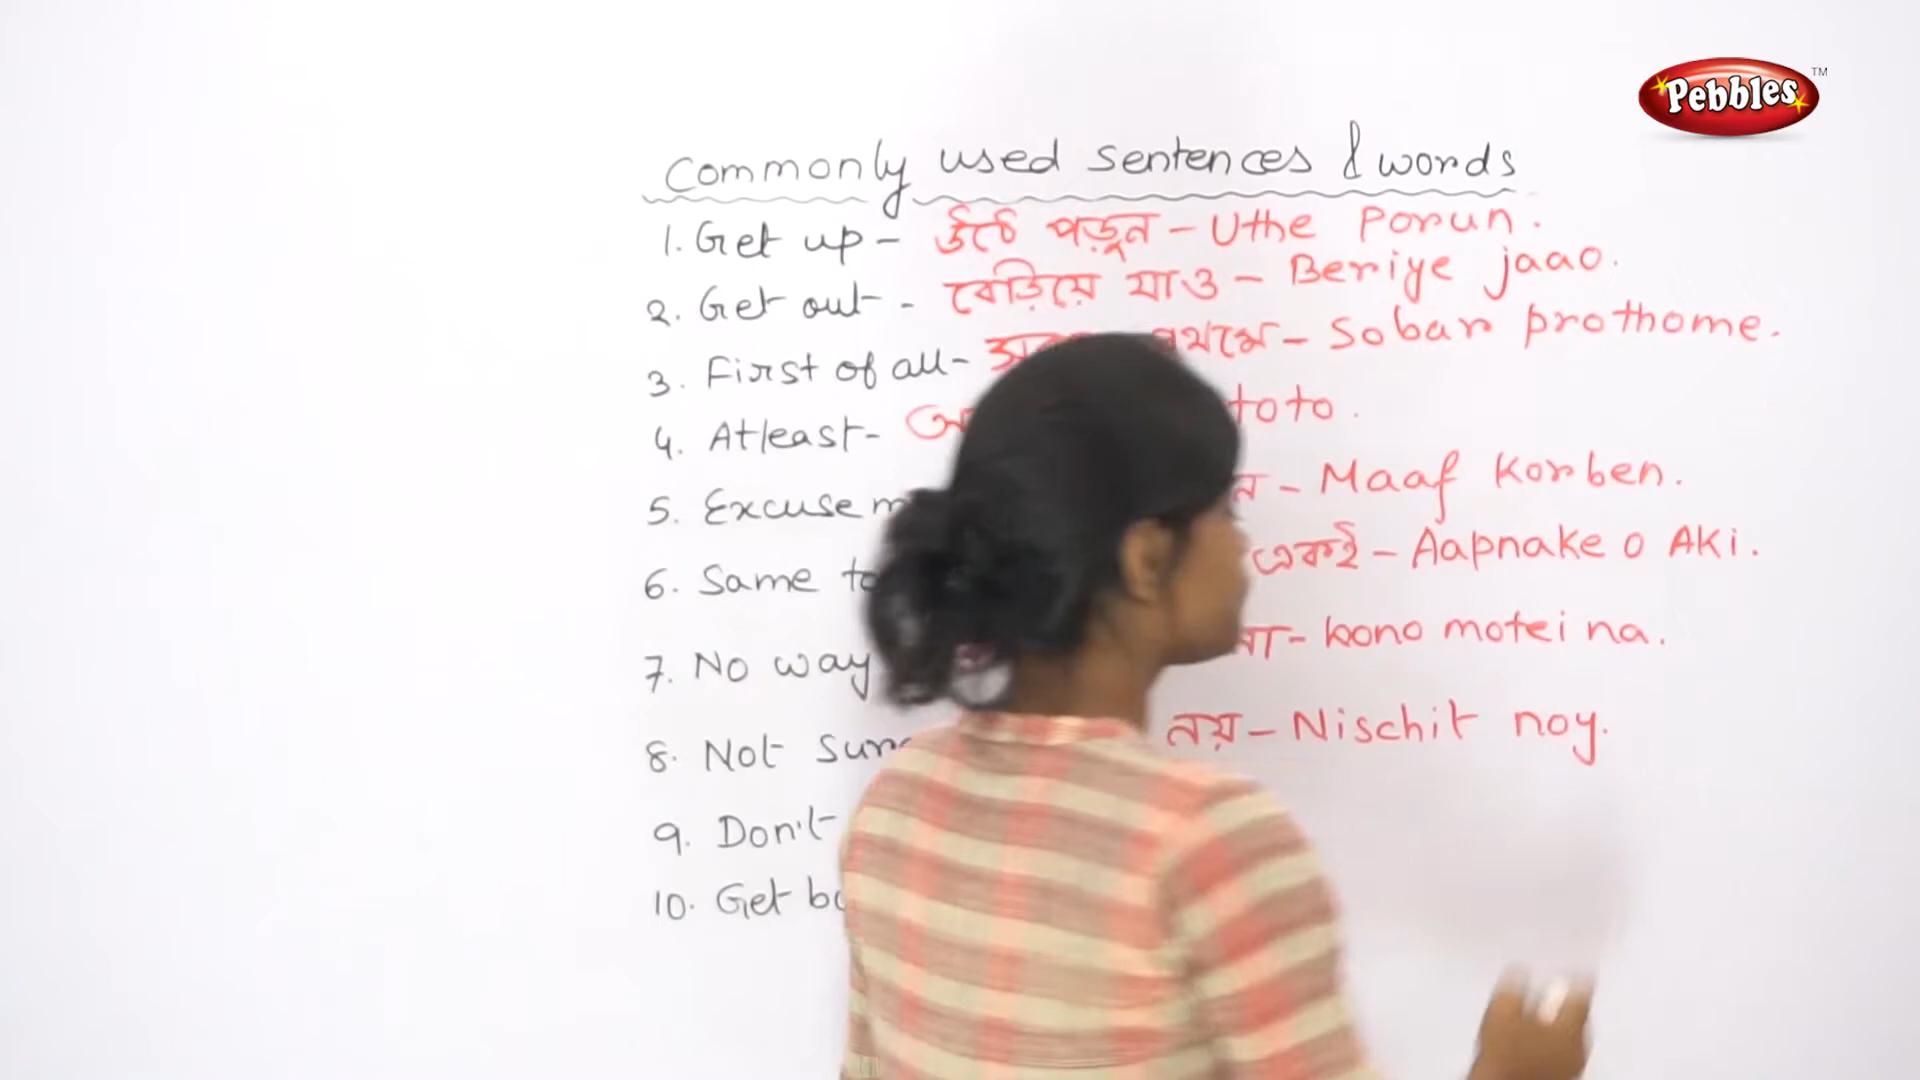 Pebbles TM
Commonly used sentences & words
1. Get up - উঠে পড়ুন - Uthe Porun.
2. Get out - বেড়িয়ে যাও - Beriye jaao.
3. First of all - Sobar prothome.
4. Atleast - toto.
5. Excuse - Maaf Korben.
6. Same to একই - Aapnake o AKi.
7. No way না - kono motei na.
8. Not Sure নয় - Nischit noy.
9. Don't
10. Get